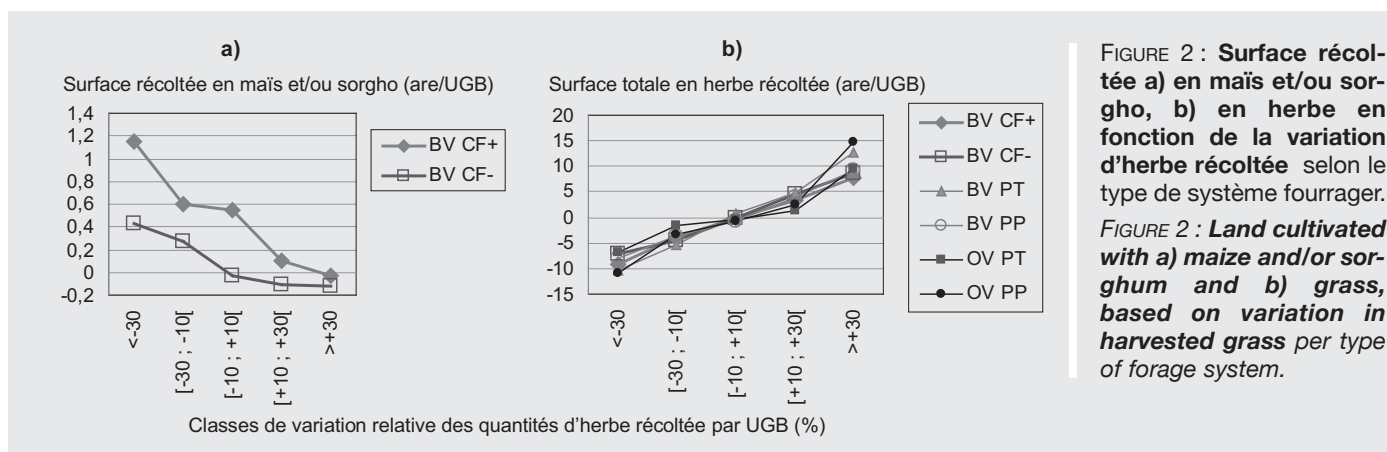 a)
Surface récoltée en maïs et/ou sorgho (are/UGB)
1,4
1,2
1
0,8
0,6
0,4
0,2
0
-0,2
<-30
[-30 ; -10[
[-10 ; +10[
[+10 ; +30[
>+30
BV CF+
BV CF-
b)
Surface totale en herbe récoltée (are/UGB)
20
15
10
5
0
-5
-10
-15
<-30
[-30 ; -10[
[-10 ; +10[
[+10 ; +30[
>+30
BV CF+
BV CF-
BV PT
BV PP
OV PT
OV PP
Classes de variation relative des quantités d'herbe récoltée par UGB (%)
FIGURE 2 : Surface récol-
tée a) en maïs et/ou sor-
gho, b) en herbe en
fonction de la variation
d'herbe récoltée selon le
type de système fourrager.
FIGURE 2 : Land cultivated
with a) maize and/or sor-
ghum and b) grass,
based on variation in
harvested grass per type
of forage system.